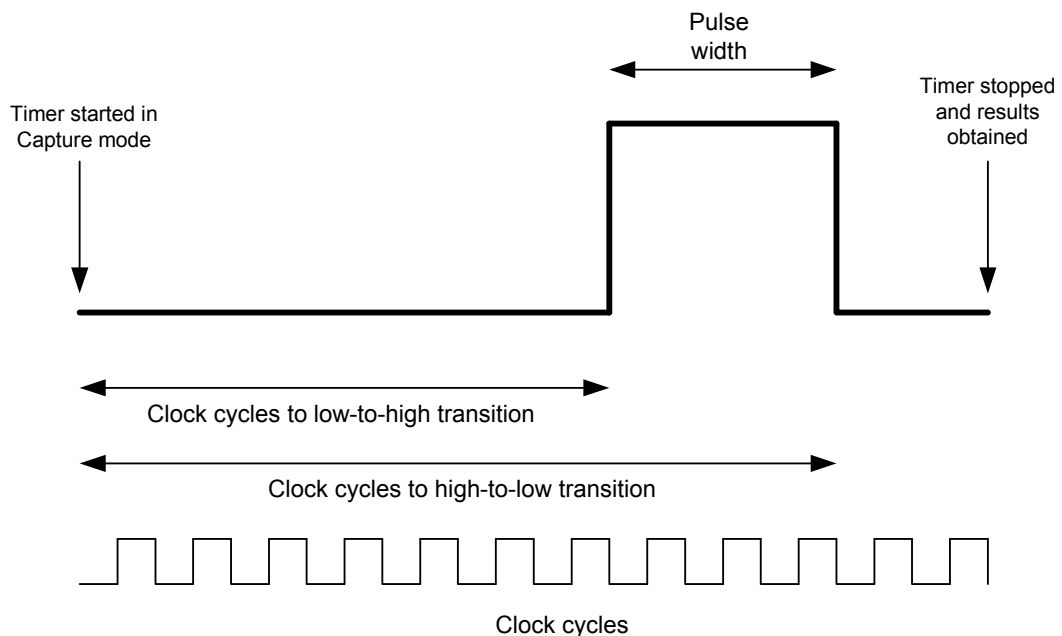 Pulse
width
Timer started in
Capture mode
Timer stopped
and results
obtained
Clock cycles to low-to-high transition
Clock cycles to high-to-low transition
Clock cycles